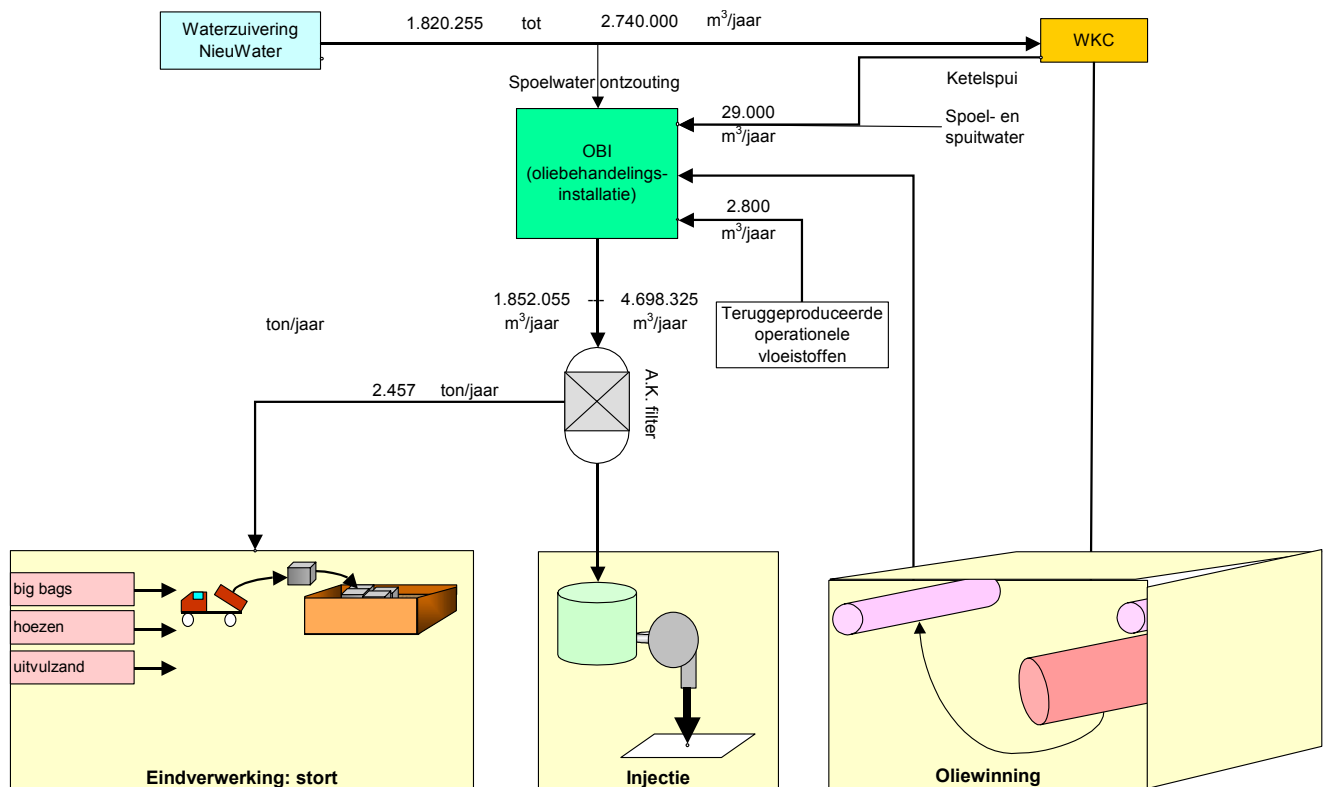 1.820.255 tot 2.740.000 m³/jaar
Waterzuivering
NieuWater
WKC
Spoelwater ontzouting
Ketelspui
29.000
m³/jaar
Spoel- en
spuitwater
OBI
(oliebehandelings-
installatie)
2.800
m³/jaar
1.852.055 --- 4.698.325
m³/jaar m³/jaar
Teruggeproduceerde
operationele
vloeistoffen
ton/jaar
A.K. filter
2.457 ton/jaar
big bags
hoezen
uitvulzand
Eindverwerking: stort
Injectie
Oliewinning